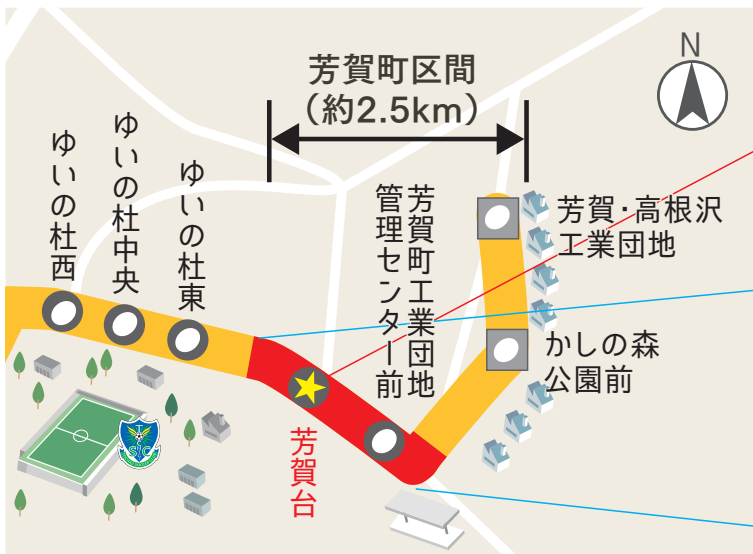 芳賀町区間
（約2.5km）
N
ゆいの杜西
ゆいの杜中央
ゆいの杜東
芳賀町工業団地
管理センター前
芳賀・高根沢
工業団地
かしの森
公園前
芳賀台
T
SC